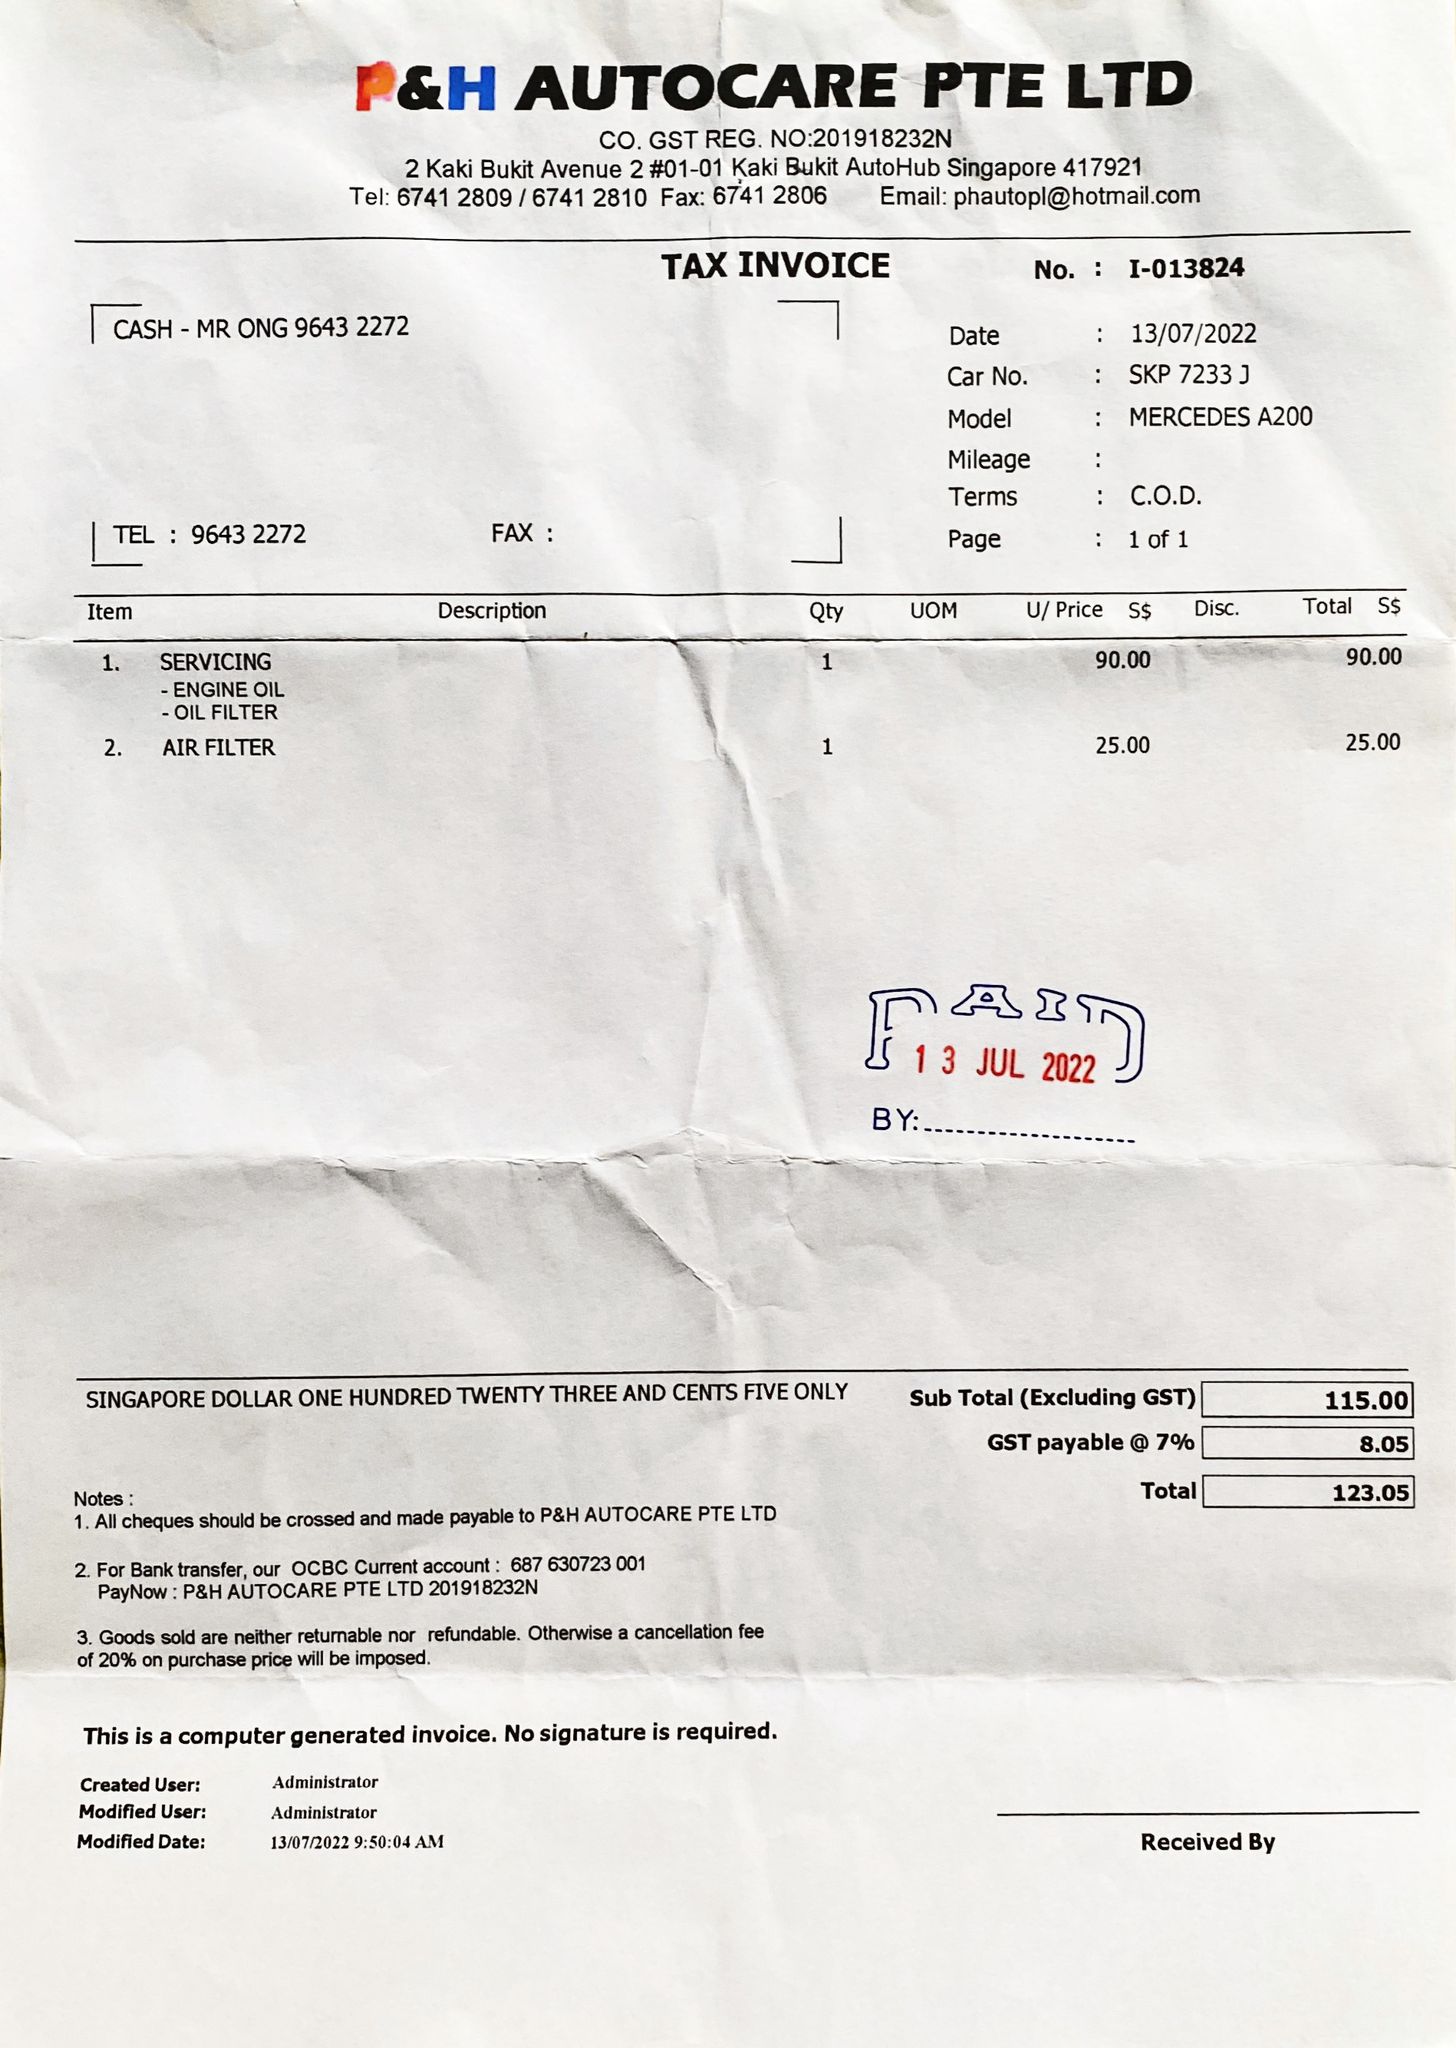 P&H AUTOCARE PTE LTD
CO. GST REG. NO:201918232N
2 Kaki Bukit Avenue 2 #01-01 Kaki Bukit AutoHub Singapore 417921
Tel: 6741 2809 / 6741 2810 Fax: 6741 2806 Email: phautopl@hotmail.com
TAX INVOICE No. : I-013824
CASH - MR ONG 9643 2272
Date : 13/07/2022
Car No. : SKP 7233 J
Model : MERCEDES A200
Mileage :
Terms : C.O.D.
TEL : 9643 2272 FAX :
Page : 1 of 1
Item Description Qty UOM U/ Price S$ Disc. Total S$
1. SERVICING 1 90.00 90.00
- ENGINE OIL
- OIL FILTER
2. AIR FILTER 1 25.00 25.00
PAID
13 JUL 2022
BY:
SINGAPORE DOLLAR ONE HUNDRED TWENTY THREE AND CENTS FIVE ONLY
Sub Total (Excluding GST) 115.00
GST payable @ 7% 8.05
Total 123.05
Notes :
1. All cheques should be crossed and made payable to P&H AUTOCARE PTE LTD
2. For Bank transfer, our OCBC Current account : 687 630723 001
PayNow : P&H AUTOCARE PTE LTD 201918232N
3. Goods sold are neither returnable nor refundable. Otherwise a cancellation fee
of 20% on purchase price will be imposed.
This is a computer generated invoice. No signature is required.
Created User: Administrator
Modified User: Administrator
Modified Date: 13/07/2022 9:50:04 AM
Received By